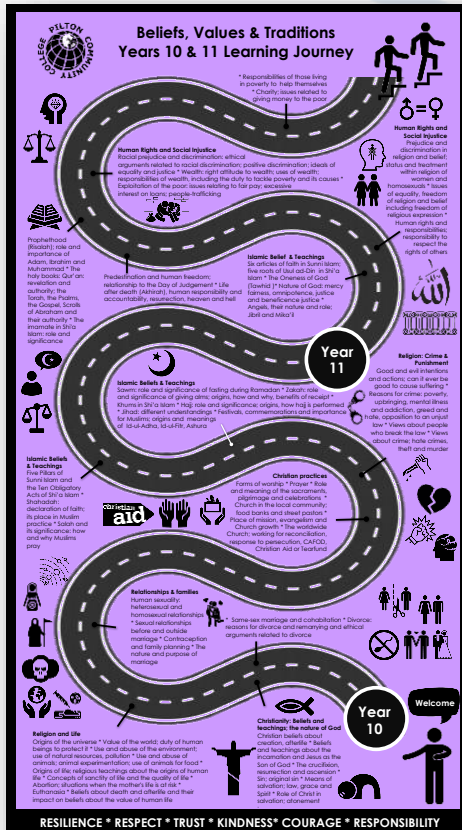 PILTON COMMUNITY COLLEGE
Beliefs, Values & Traditions
Years 10 & 11 Learning Journey
* Responsibilities of those living
in poverty to help themselves
* Charity; issues related to
giving money to the poor
Human Rights and
Social Injustice
Prejudice and
discrimination in
religion and belief;
status and treatment
within religion of
women and
homosexuals * Issues
of equality, freedom
of religion and belief
including freedom of
religious expression *
Human rights and
responsibilities;
responsibility to
respect the
rights of others
Human Rights and Social Injustice
Racial prejudice and discrimination; ethical
arguments related to racial discrimination; positive discrimination; ideals of
equality and justice * Wealth; right attitude to wealth; uses of wealth;
responsibilities of wealth, including the duty to tackle poverty and its causes *
Exploitation of the poor; issues relating to fair pay; excessive
interest on loans; people-trafficking
Prophethood
(Risalah); role and
importance of
Adam, Ibrahim and
Muhammad * The
holy books: Qur'an:
revelation and
authority; the
Torah, the Psalms,
the Gospel, Scrolls
of Abraham and
their authority * The
imamate in Shi'a
Islam: role and
significance
Predestination and human freedom;
relationship to the Day of Judgement * Life
after death (Akhirah), human responsibility and
accountability, resurrection, heaven and hell
Islamic Belief & Teachings
Six articles of faith in Sunni Islam;
five roots of Usul ad-Din in Shi'a
Islam * The Oneness of God
(Tawhid )* Nature of God: mercy
fairness, omnipotence, justice
and beneficence justice *
Angels, their nature and role;
Jibril and Mika'il
Year
11
Religion: Crime &
Punishment
Good and evil intentions
and actions; can it ever be
good to cause suffering *
Reasons for crime; poverty,
upbringing, mental illness
and addiction, greed and
hate, opposition to an unjust
law * Views about people
who break the law * Views
about crime; hate crimes,
theft and murder
Islamic Beliefs & Teachings
Sawm: role and significance of fasting during Ramadan * Zakah: role
and significance of giving alms; origins, how and why, benefits of receipt *
Khums in Shi'a Islam * Hajj: role and significance; origins, how hajj is performed
* Jihad: different understandings * Festivals, commemorations and importance
for Muslims; origins and meanings
of Id-ul-Adha, Id-ul-Fitr, Ashura
Islamic Beliefs
& Teachings
Five Pillars of
Sunni Islam and
the Ten Obligatory
Acts of Shi'a Islam *
Shahadah:
declaration of faith;
its place in Muslim
practice * Salah and
its significance; how
and why Muslims
pray
Christian practices
Forms of worship * Prayer * Role
and meaning of the sacraments,
pilgrimage and celebrations *
Church in the local community;
food banks and street pastors *
Place of mission, evangelism and
Church growth * The worldwide
Church; working for reconciliation,
response to persecution, CAFOD,
Christian Aid or Tearfund
christian
aid
Relationships & families
Human sexuality;
heterosexual and
homosexual relationships
* Sexual relationships
before and outside
marriage * Contraception
and family planning * The
nature and purpose of
marriage
* Same-sex marriage and cohabitation * Divorce:
reasons for divorce and remarrying and ethical
arguments related to divorce
Welcome
Year
10
Religion and Life
Origins of the universe * Value of the world; duty of human
beings to protect it * Use and abuse of the environment;
use of natural resources, pollution * Use and abuse of
animals; animal experimentation; use of animals for food *
Origins of life; religious teachings about the origins of human
life * Concepts of sanctity of life and the quality of life *
Abortion; situations when the mother's life is at risk *
Euthanasia * Beliefs about death and afterlife and their
impact on beliefs about the value of human life
Christianity: Beliefs and
teachings; the nature of God
Christian beliefs about
creation, afterlife * Beliefs
and teachings about the
incarnation and Jesus as the
Son of God * The crucifixion,
resurrection and ascension *
Sin; original sin * Means of
salvation; law, grace and
Spirit * Role of Christ in
salvation; atonement
RESILIENCE * RESPECT * TRUST * KINDNESS* COURAGE * RESPONSIBILITY